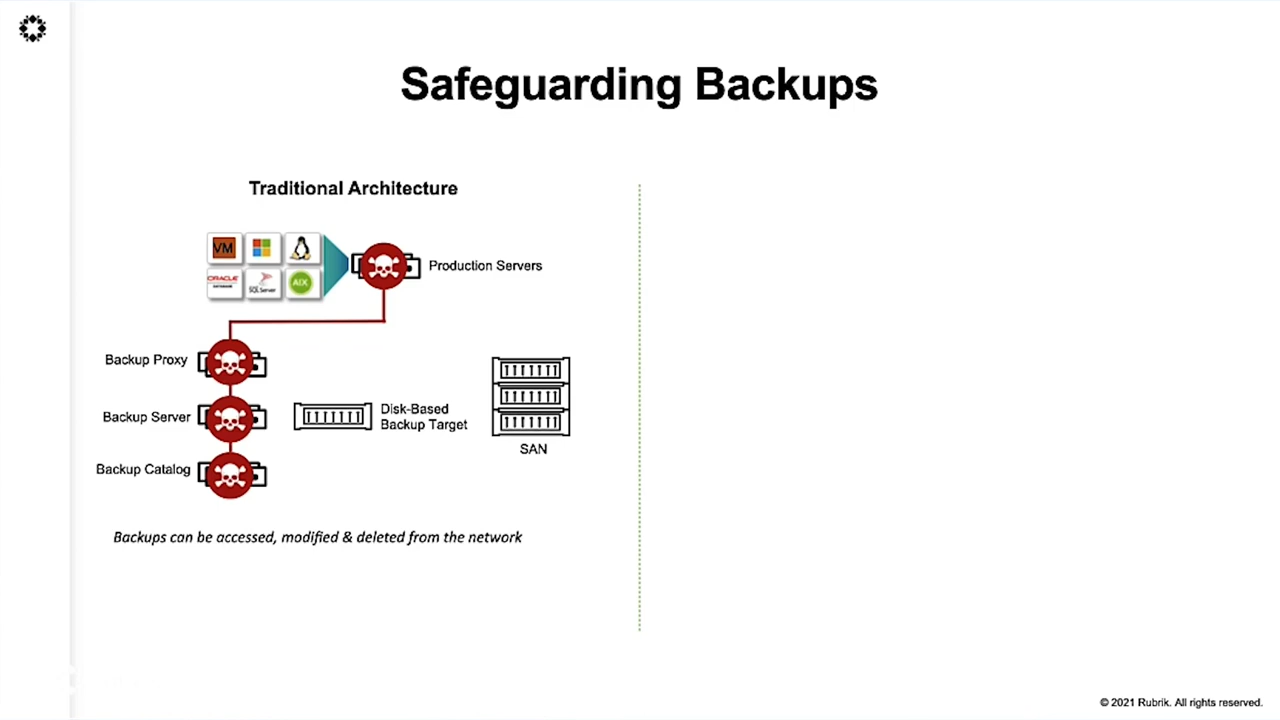 Safeguarding Backups
Traditional Architecture
VM
ORACLE
DATABASE
SQL Server
AIX
Production Servers
Backup Proxy
Backup Server
Backup Catalog
Disk-Based
Backup Target
SAN
Backups can be accessed, modified & deleted from the network
© 2021 Rubrik. All rights reserved.